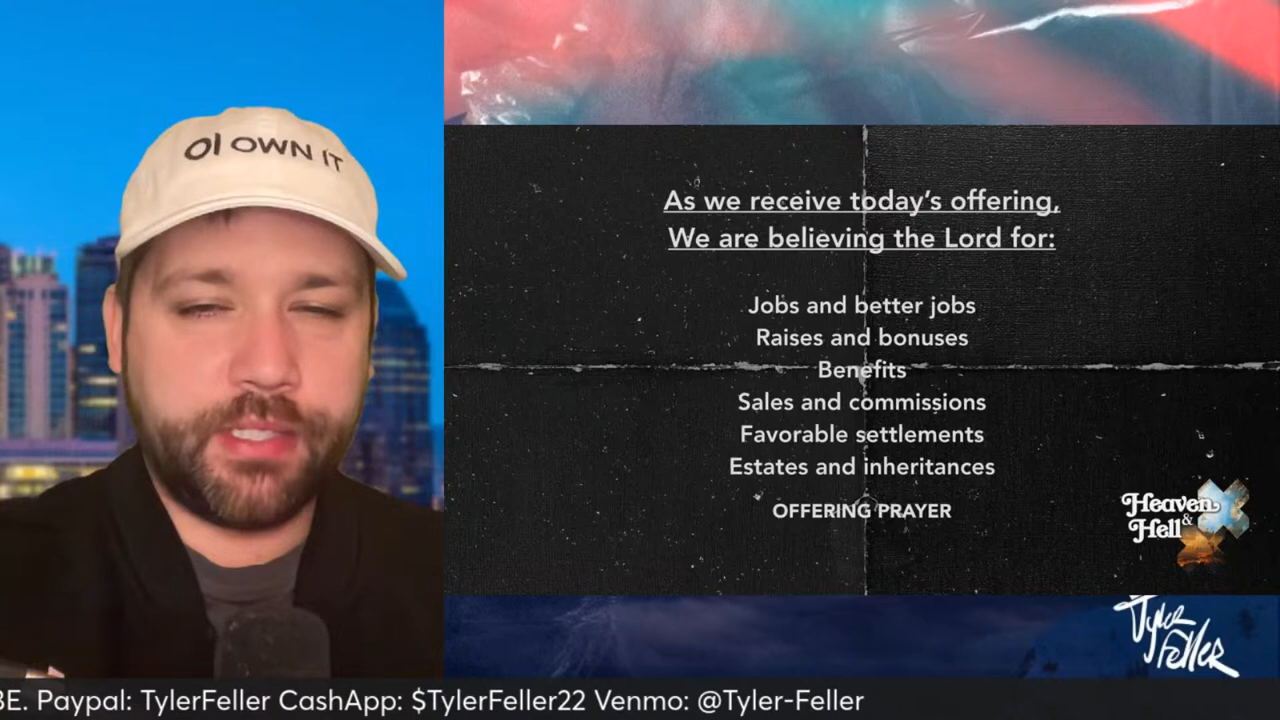 OI OWN IT
As we receive today's offering,
We are believing the Lord for:
Jobs and better jobs
Raises and bonuses
Benefits
Sales and commissions
Favorable settlements
Estates and inheritances
OFFERING PRAYER
Heaven
&
Hell
Tyler
Feller
BE. Paypal: TylerFeller CashApp: $TylerFeller22 Venmo: @Tyler-Feller